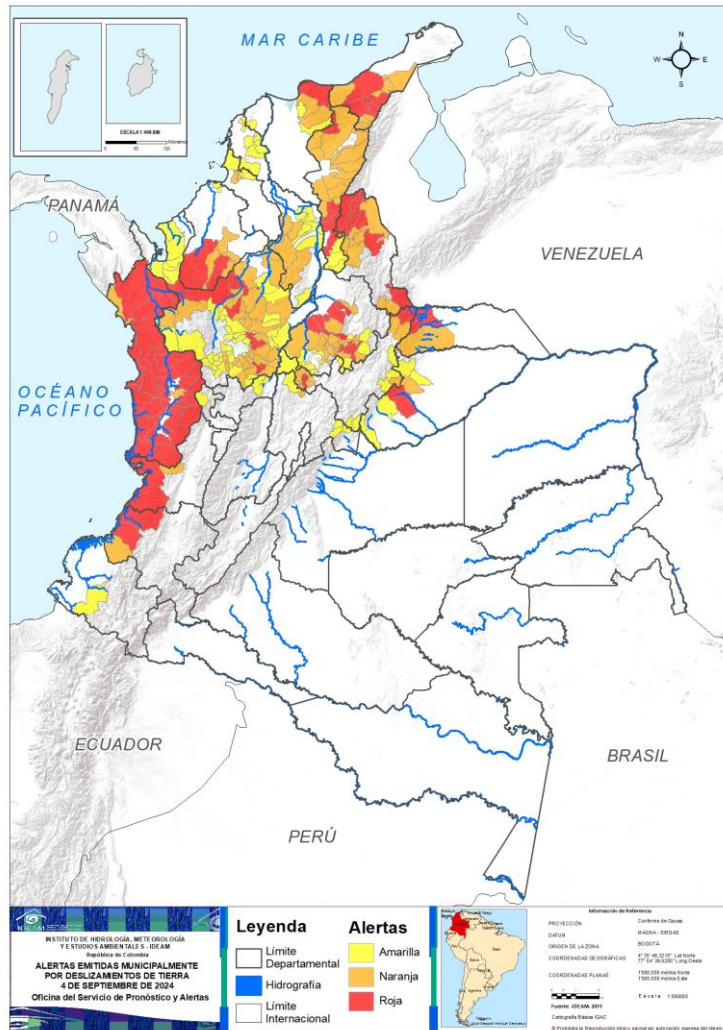 MAR CARIBE
N
W E
S
ESCALA 1:400,000
PANAMÁ
VENEZUELA
OCÉANO
PACÍFICO
ECUADOR
BRASIL
PERÚ
IDEAM
INSTITUTO DE HIDROLOGÍA, METEOROLOGÍA
Y ESTUDIOS AMBIENTALES - IDEAM
República de Colombia
ALERTAS EMITIDAS MUNICIPALMENTE
POR DESLIZAMIENTOS DE TIERRA
4 DE SEPTIEMBRE DE 2024
Oficina del Servicio de Pronóstico y Alertas
Leyenda
Límite
Departamental
Hidrografía
Límite
Internacional
Alertas
Amarilla
Naranja
Roja
Información de Referencia
PROYECCIÓN Conforme de Gauss
DATUM MAGNA - SIRGAS
ORIGEN DE LA ZONA BOGOTÁ
COORDENADAS GEOGRÁFICAS
COORDENADAS PLANAS
Fuente: IDEAM 2011
Cartografía Básica IGAC